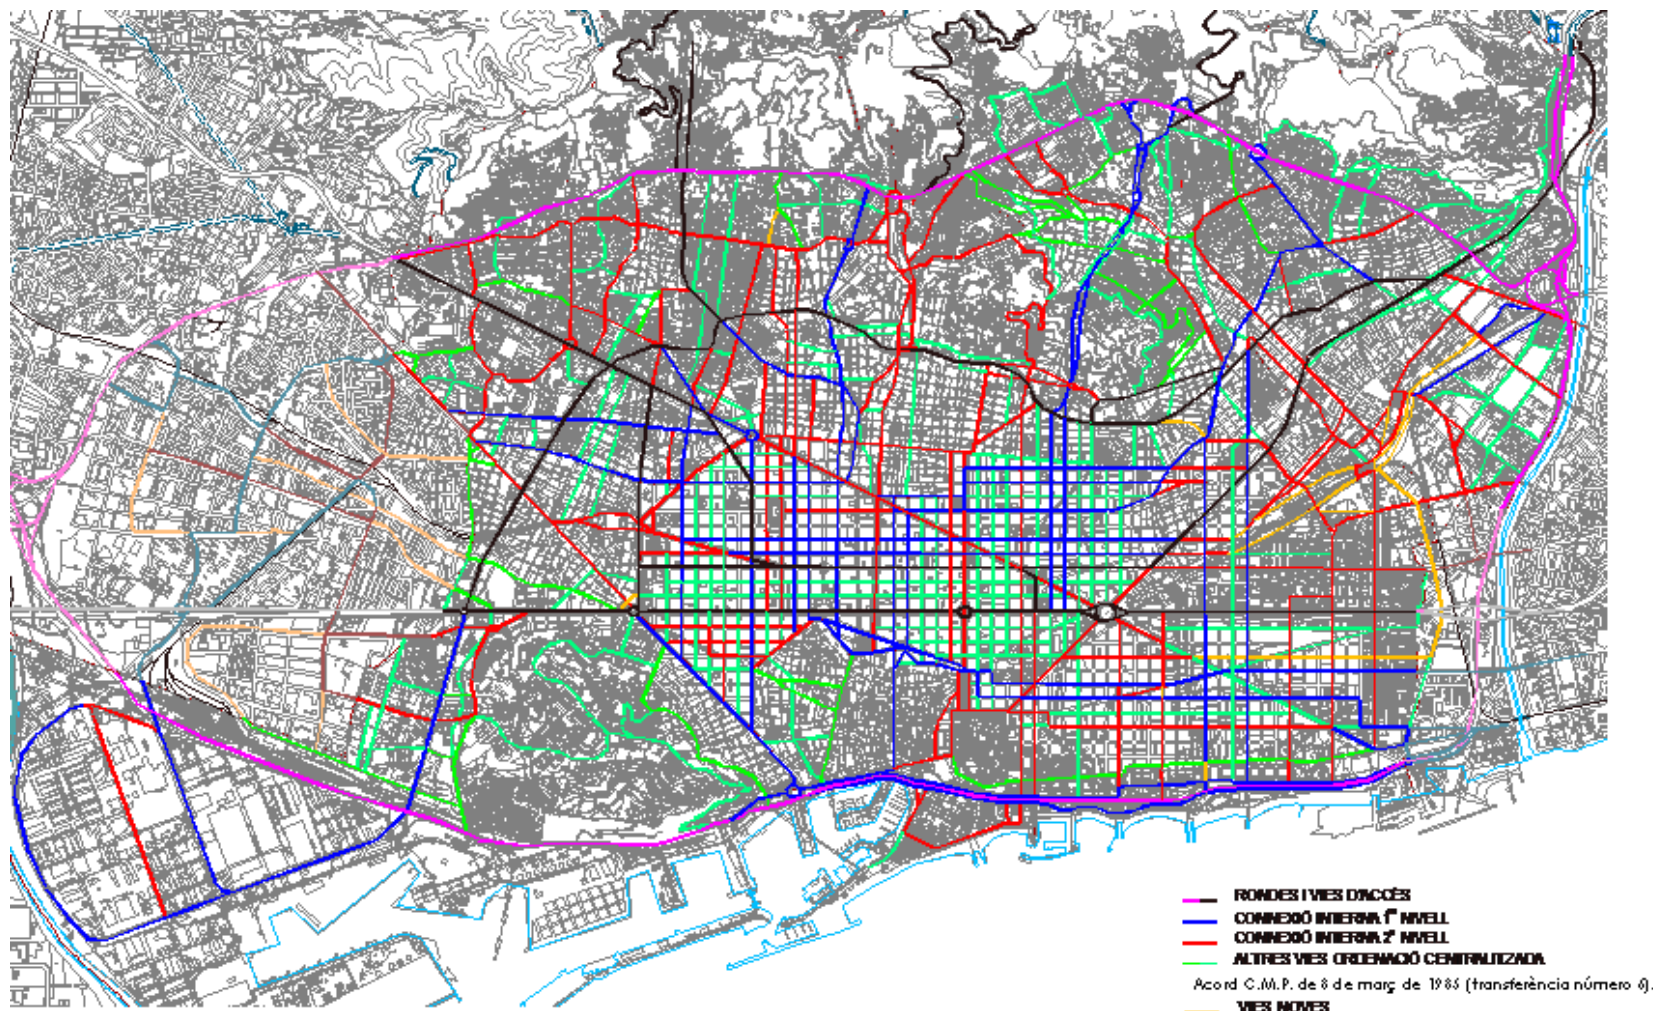 RONDES I VIES D'ACCÉS
CONNEXIÓ INTERNA 1er NIVELL
CONNEXIÓ INTERNA 2n NIVELL
ALTRES VIES ORDENACIÓ CENTRALITZADA
Acord C.M.P. de 8 de març de 1985 (transferència número 6).
VIES NOVES